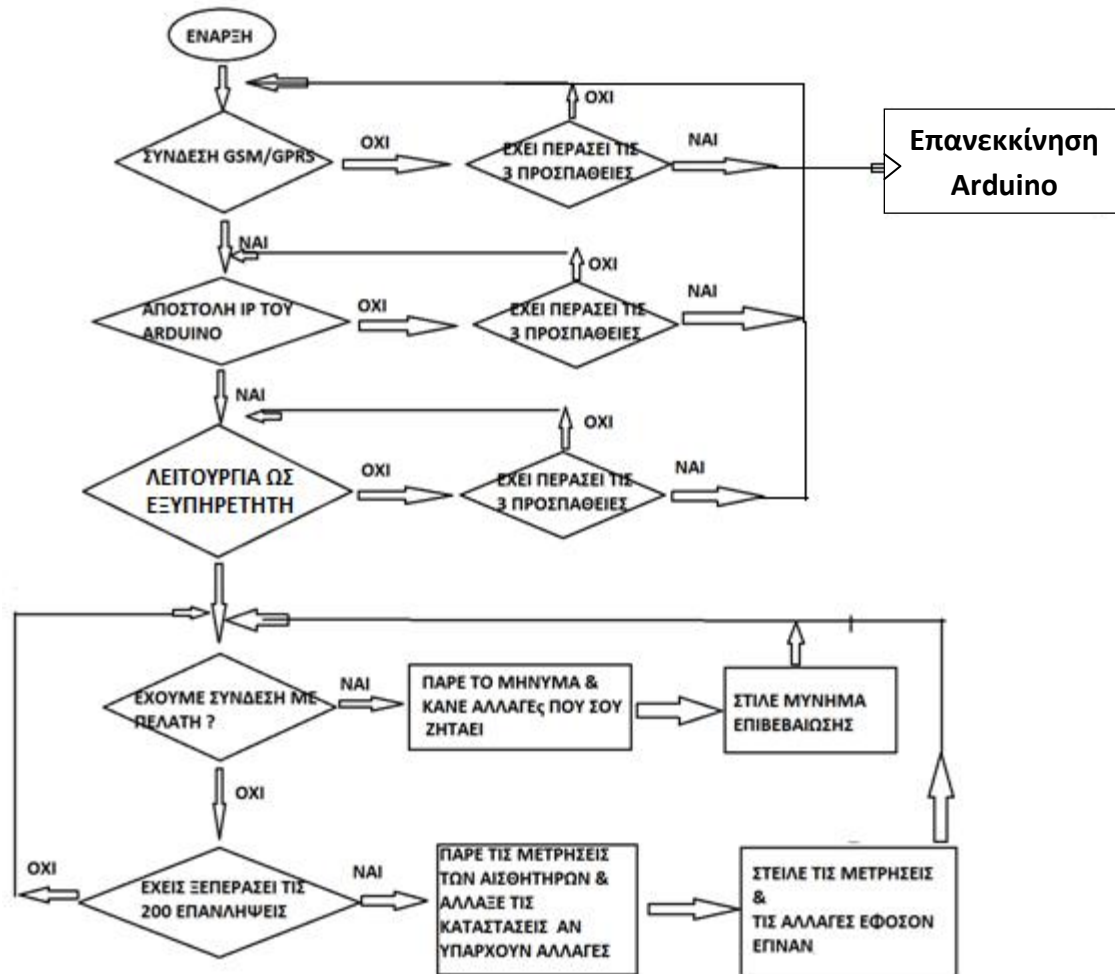 ΕΝΑΡΞΗ
ΟΧΙ
ΣΥΝΔΕΣΗ GSM/GPRS
ΟΧΙ
ΕΧΕΙ ΠΕΡΑΣΕΙ ΤΙΣ
3 ΠΡΟΣΠΑΘΕΙΕΣ
ΝΑΙ
Επανεκκίνηση
Arduino
ΝΑΙ
ΟΧΙ
ΑΠΟΣΤΟΛΗ IP ΤΟΥ
ARDUINO
ΟΧΙ
ΕΧΕΙ ΠΕΡΑΣΕΙ ΤΙΣ
3 ΠΡΟΣΠΑΘΕΙΕΣ
ΝΑΙ
ΝΑΙ
ΟΧΙ
ΛΕΙΤΟΥΡΓΙΑ ΩΣ
ΕΞΥΠΗΡΕΤΗΤΗ
ΟΧΙ
ΕΧΕΙ ΠΕΡΑΣΕΙ ΤΙΣ
3 ΠΡΟΣΠΑΘΕΙΕΣ
ΝΑΙ
ΕΧΟΥΜΕ ΣΥΝΔΕΣΗ ΜΕ
ΠΕΛΑΤΗ ?
ΝΑΙ
ΠΑΡΕ ΤΟ ΜΗΝΥΜΑ &
ΚΑΝΕ ΑΛΛΑΓΕς ΠΟΥ ΣΟΥ
ΖΗΤΑΕΙ
ΣΤΙΛΕ ΜΥΝΗΜΑ
ΕΠΙΒΕΒΑΙΩΣΗΣ
ΟΧΙ
ΟΧΙ
ΕΧΕΙΣ ΞΕΠΕΡΑΣΕΙ ΤΙΣ
200 ΕΠΑΝΛΗΨΕΙΣ
ΝΑΙ
ΠΑΡΕ ΤΙΣ ΜΕΤΡΗΣΕΙΣ
ΤΩΝ ΑΙΣΘΗΤΗΡΩΝ &
ΑΛΛΑΞΕ ΤΙΣ
ΚΑΤΑΣΤΑΣΕΙΣ ΑΝ
ΥΠΑΡΧΟΥΝ ΑΛΛΑΓΕΣ
ΣΤΕΙΛΕ ΤΙΣ ΜΕΤΡΗΣΕΙΣ
&
ΤΙΣ ΑΛΛΑΓΕΣ ΕΦΟΣΟΝ
ΕΓΙΝΑΝ